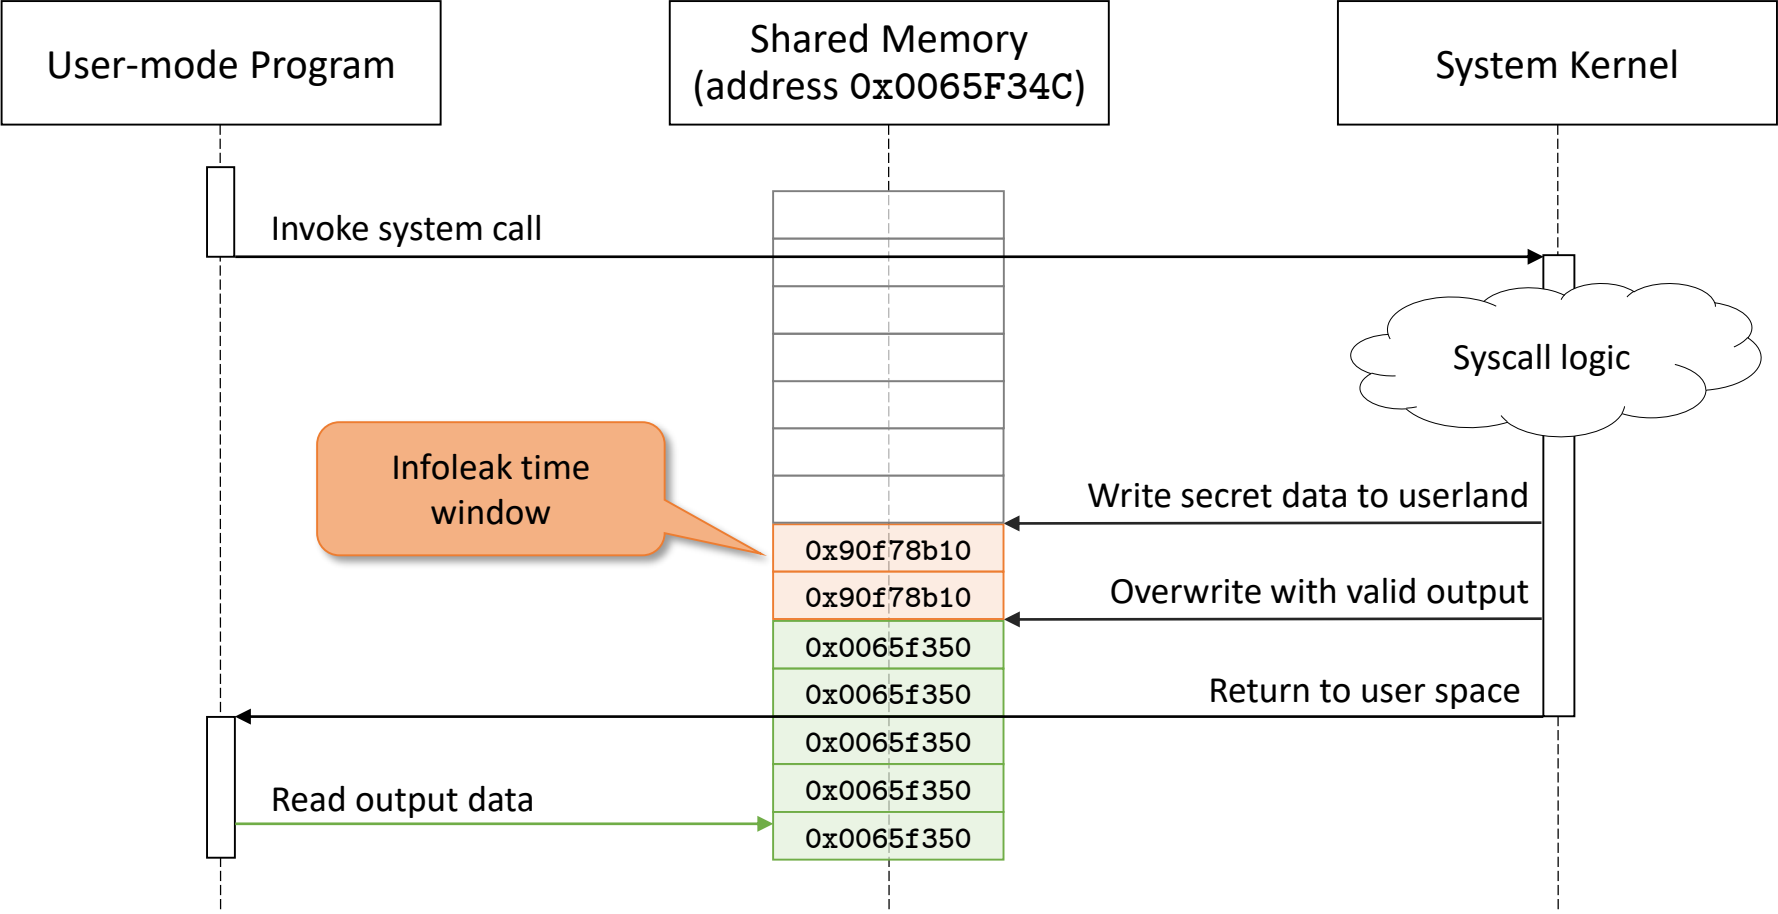 User-mode Program
Shared Memory
(address 0x0065F34C)
System Kernel
Invoke system call
Syscall logic
Infoleak time
window
Write secret data to userland
0x90f78b10
Overwrite with valid output
0x90f78b10
0x0065f350
Return to user space
0x0065f350
0x0065f350
Read output data
0x0065f350
0x0065f350